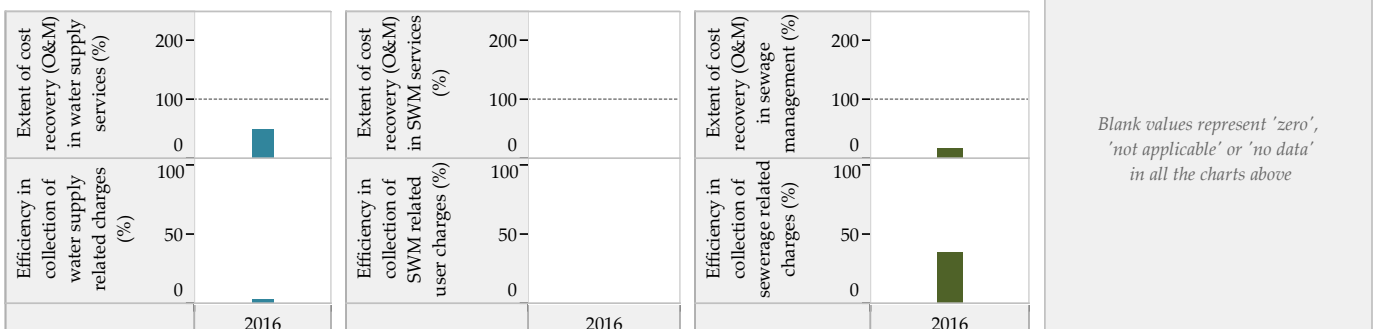 Extent of cost
recovery (O&M)
in water supply
services (%)
200
100
0
Efficiency in
collection of
water supply
related charges
(%)
100
50
0
2016
Extent of cost
recovery (O&M)
in SWM services
(%)
200
100
0
Efficiency in
collection of
SWM related
user charges (%)
100
50
0
2016
Extent of cost
recovery (O&M)
in sewage
management (%)
200
100
0
Efficiency in
collection of
sewerage related
charges (%)
100
50
0
2016
Blank values represent 'zero',
'not applicable' or 'no data'
in all the charts above